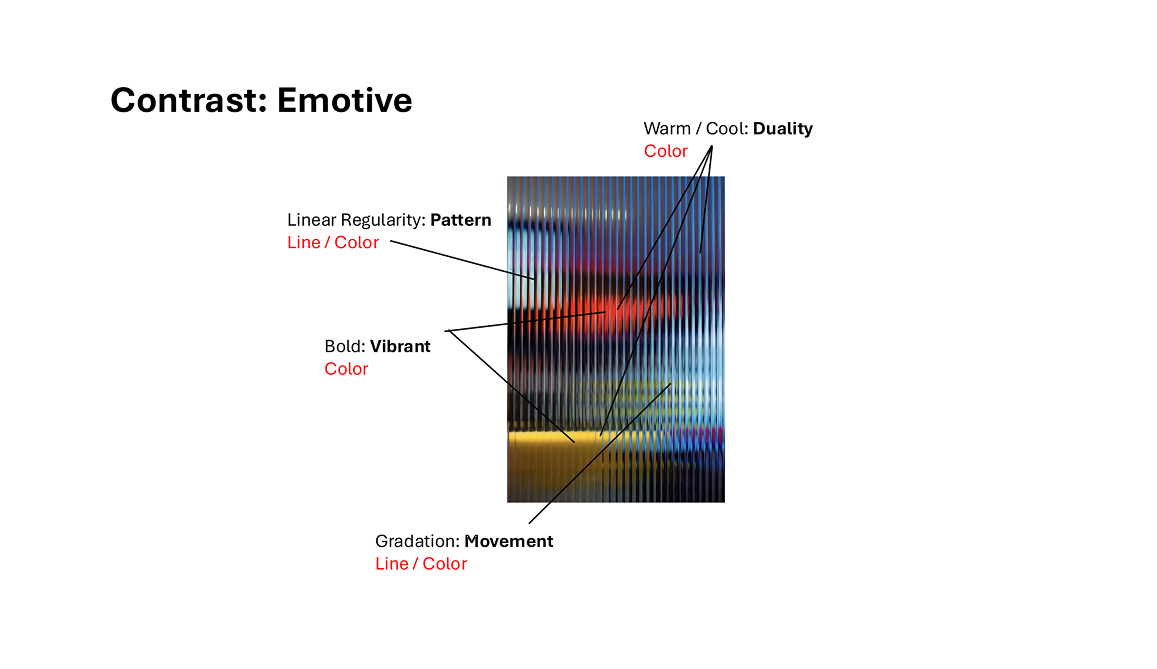 Contrast: Emotive
Warm / Cool: Duality
Color
Linear Regularity: Pattern
Line / Color
Bold: Vibrant
Color
Gradation: Movement
Line / Color